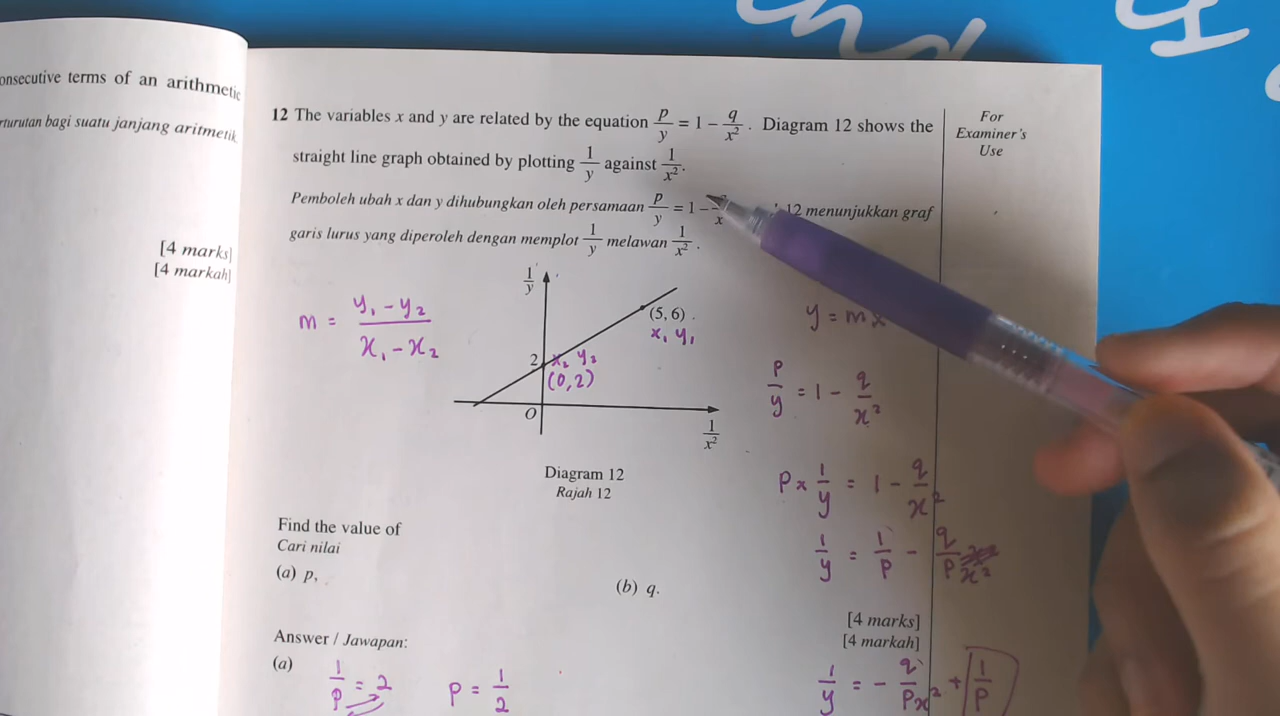 onsecutive terms of an arithmetic
rturutan bagi suatu janjang aritmetik
[4 marks]
[4 markah]
12 The variables x and y are related by the equation p/y = 1 – q/x². Diagram 12 shows the
straight line graph obtained by plotting 1/y against 1/x².
Pemboleh ubah x dan y dihubungkan oleh persamaan p/y = 1 – 12 menunjukkan graf
garis lurus yang diperoleh dengan memplot 1/y melawan 1/x².
For
Examiner's
Use
m = y₁ - y₂ / x₁ - x₂
1/y
(5, 6)
x₁ y₁
2
x₂ y₂
(0,2)
O
1/x²
Diagram 12
Rajah 12
y = mx
p/y = 1 - q/x²
P x 1/y = 1 - q/x²
1/y = 1/P - q/Px²
Find the value of
Cari nilai
(a) p,
(b) q.
[4 marks]
[4 markah]
Answer / Jawapan:
(a)
1/P = 2
P = 1/2
1/y = - q/Px² + 1/P